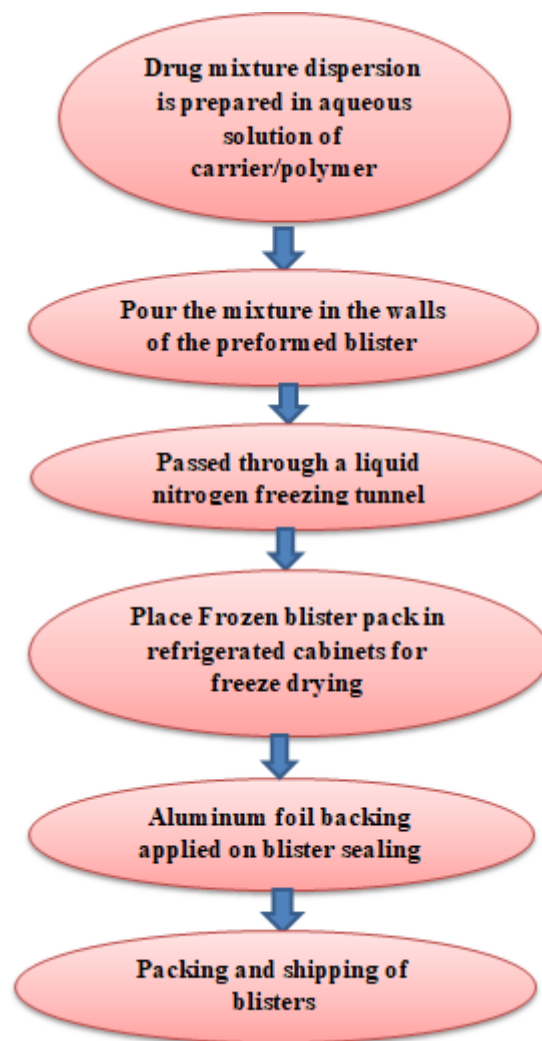 Drug mixture dispersion
is prepared in aqueous
solution of
carrier/polymer
Pour the mixture in the walls
of the preformed blister
Passed through a liquid
nitrogen freezing tunnel
Place Frozen blister pack in
refrigerated cabinets for
freeze drying
Aluminum foil backing
applied on blister sealing
Packing and shipping of
blisters